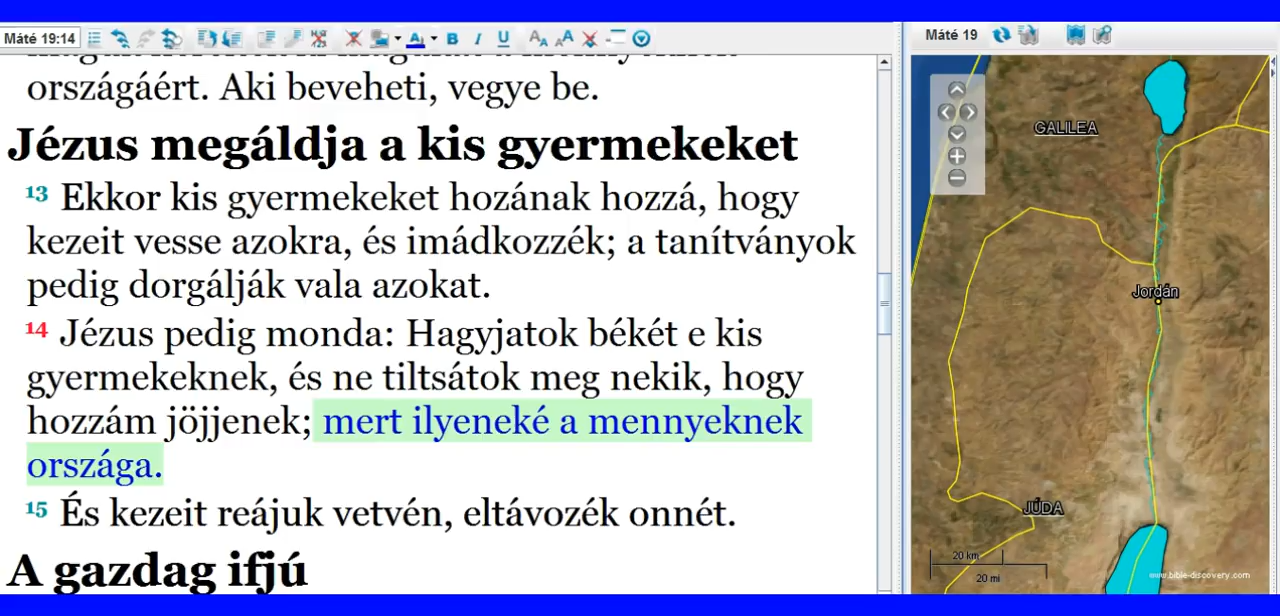 Máté 19:14
országáért. Aki beveheti, vegye be.
Jézus megáldja a kis gyermekeket
13 Ekkor kis gyermekeket hozának hozzá, hogy
kezeit vesse azokra, és imádkozzék; a tanítványok
pedig dorgálják vala azokat.
14 Jézus pedig monda: Hagyjatok békét e kis
gyermekeknek, és ne tiltsátok meg nekik, hogy
hozzám jöjjenek; mert ilyeneké a mennyeknek
országa.
15 És kezeit reájuk vetvén, eltávozék onnét.
A gazdag ifjú
Máté 19
GALILEA
Jordán
JÚDA
20 km
20 mi
www.bible-discovery.com